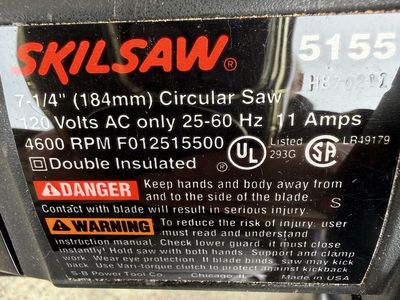 SKILSAW® 5155
7-1/4" (184mm) Circular Saw
120 Volts AC only 25-60 Hz 11 Amps
4600 RPM F012515500 UL Listed 293G SA LR49179
Double Insulated ®
DANGER Keep hands and body away from
and to the side of the blade. S
Contact with blade will result in serious injury.
WARNING To reduce the risk of injury, user
must read and understand
instruction manual. Check lower guard. it must close
instantly! Hold saw with both hands. Support and clamp
work. Wear eye protection. If blade binds, saw may kick
back. Use Vari-torque clutch to protect against kickback
S-B Power Tool Co. Chicago Made in USA